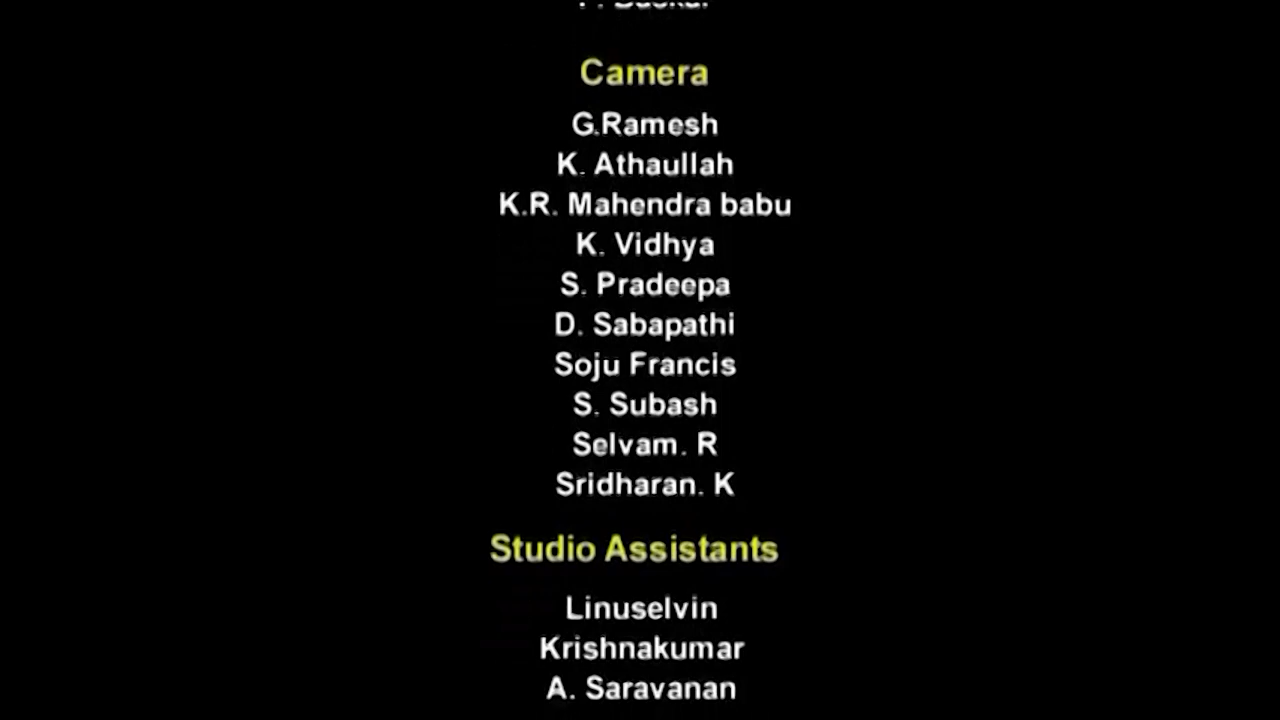 Camera
G.Ramesh
K. Athaullah
K.R. Mahendra babu
K. Vidhya
S. Pradeepa
D. Sabapathi
Soju Francis
S. Subash
Selvam. R
Sridharan. K
Studio Assistants
Linuselvin
Krishnakumar
A. Saravanan